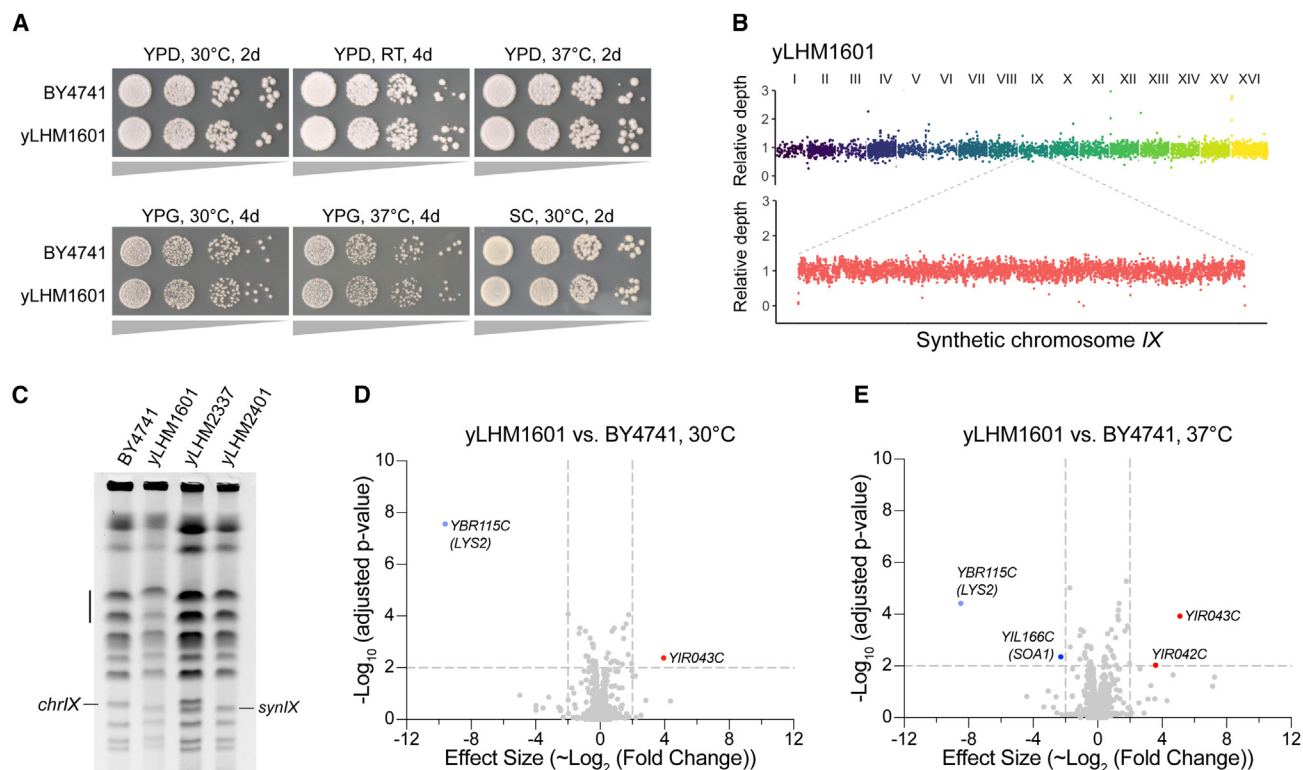 A
YPD, 30°C, 2d
YPD, RT, 4d
YPD, 37°C, 2d
BY4741
yLHM1601
YPG, 30°C, 4d
YPG, 37°C, 4d
SC, 30°C, 2d
BY4741
yLHM1601
B
yLHM1601
I II III IV V VI VII VIII IX X XI XII XIII XIV XV XVI
Relative depth
3
2
1
0
Relative depth
3
2
1
0
Synthetic chromosome IX
C
BY4741
yLHM1601
yLHM2337
yLHM2401
chrIX
synIX
D
yLHM1601 vs. BY4741, 30°C
-Log10 (adjusted p-value)
10
8
6
4
2
0
YBR115C
(LYS2)
YIR043C
-12 -8 -4 0 4 8 12
Effect Size (~Log2 (Fold Change))
E
yLHM1601 vs. BY4741, 37°C
-Log10 (adjusted p-value)
10
8
6
4
2
0
YBR115C
(LYS2)
YIL166C
(SOA1)
YIR043C
YIR042C
-12 -8 -4 0 4 8 12
Effect Size (~Log2 (Fold Change))